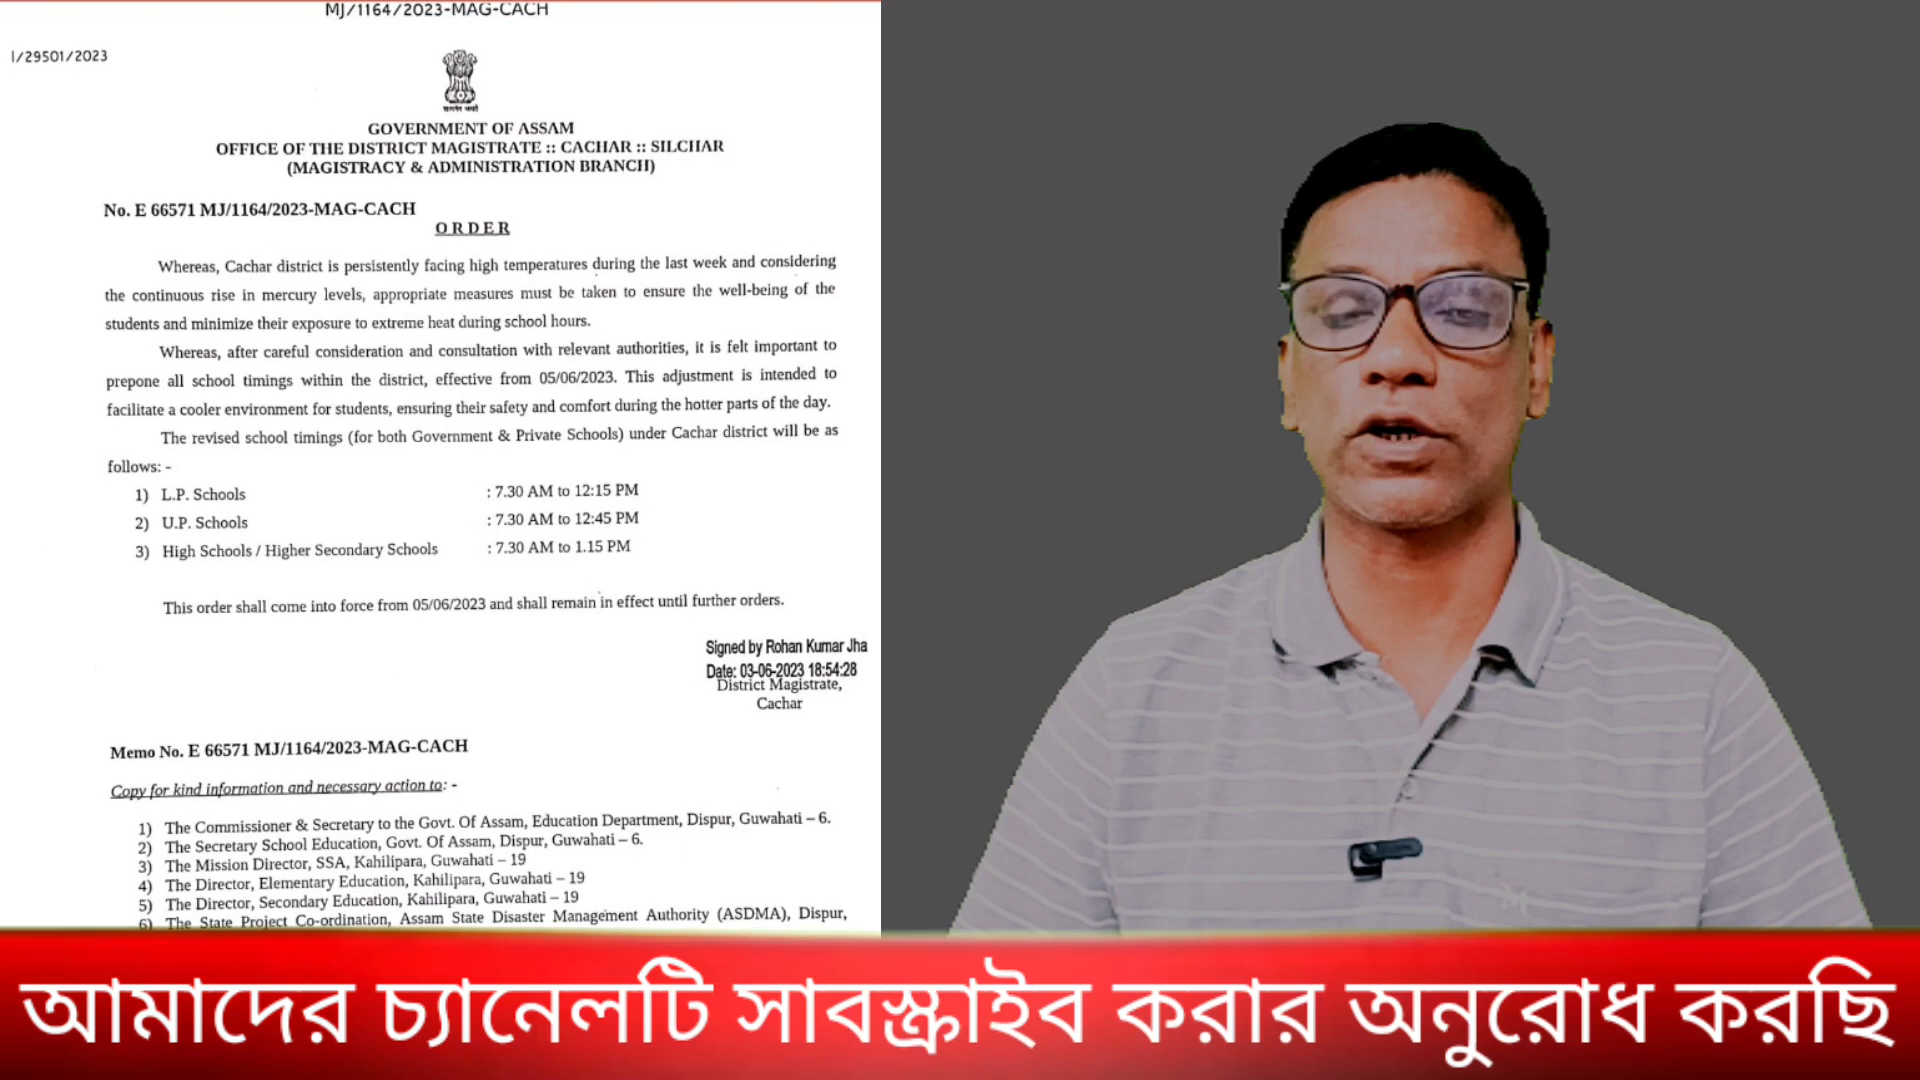 MJ/1164/2023-MAG-CACH
I/29501/2023
सत्यमेव जयते
GOVERNMENT OF ASSAM
OFFICE OF THE DISTRICT MAGISTRATE :: CACHAR :: SILCHAR
(MAGISTRACY & ADMINISTRATION BRANCH)
No. E 66571 MJ/1164/2023-MAG-CACH
ORDER
Whereas, Cachar district is persistently facing high temperatures during the last week and considering
the continuous rise in mercury levels, appropriate measures must be taken to ensure the well-being of the
students and minimize their exposure to extreme heat during school hours.
Whereas, after careful consideration and consultation with relevant authorities, it is felt important to
prepone all school timings within the district, effective from 05/06/2023. This adjustment is intended to
facilitate a cooler environment for students, ensuring their safety and comfort during the hotter parts of the day.
The revised school timings (for both Government & Private Schools) under Cachar district will be as
follows: -
1) L.P. Schools : 7.30 AM to 12:15 PM
2) U.P. Schools : 7.30 AM to 12:45 PM
3) High Schools / Higher Secondary Schools : 7.30 AM to 1.15 PM
This order shall come into force from 05/06/2023 and shall remain in effect until further orders.
Signed by Rohan Kumar Jha
Date: 03-06-2023 18:54:28
District Magistrate,
Cachar
Memo No. E 66571 MJ/1164/2023-MAG-CACH
Copy for kind information and necessary action to: -
1) The Commissioner & Secretary to the Govt. Of Assam, Education Department, Dispur, Guwahati – 6.
2) The Secretary School Education, Govt. Of Assam, Dispur, Guwahati – 6.
3) The Mission Director, SSA, Kahilipara, Guwahati – 19
4) The Director, Elementary Education, Kahilipara, Guwahati – 19
5) The Director, Secondary Education, Kahilipara, Guwahati – 19
6) The State Project Co-ordination, Assam State Disaster Management Authority (ASDMA), Dispur,
আমাদের চ্যানেলটি সাবস্ক্রাইব করার অনুরোধ করছি